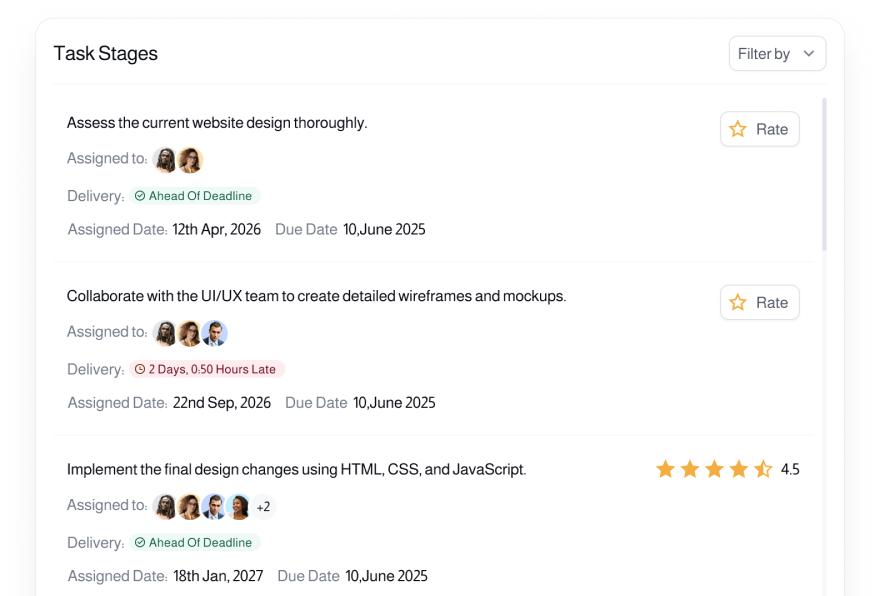 Task Stages
Filter by
Assess the current website design thoroughly.
Rate
Assigned to:
Delivery: Ahead Of Deadline
Assigned Date: 12th Apr, 2026 Due Date 10,June 2025
Collaborate with the UI/UX team to create detailed wireframes and mockups.
Rate
Assigned to:
Delivery: 2 Days, 0:50 Hours Late
Assigned Date: 22nd Sep, 2026 Due Date 10,June 2025
Implement the final design changes using HTML, CSS, and JavaScript.
4.5
Assigned to: +2
Delivery: Ahead Of Deadline
Assigned Date: 18th Jan, 2027 Due Date 10,June 2025